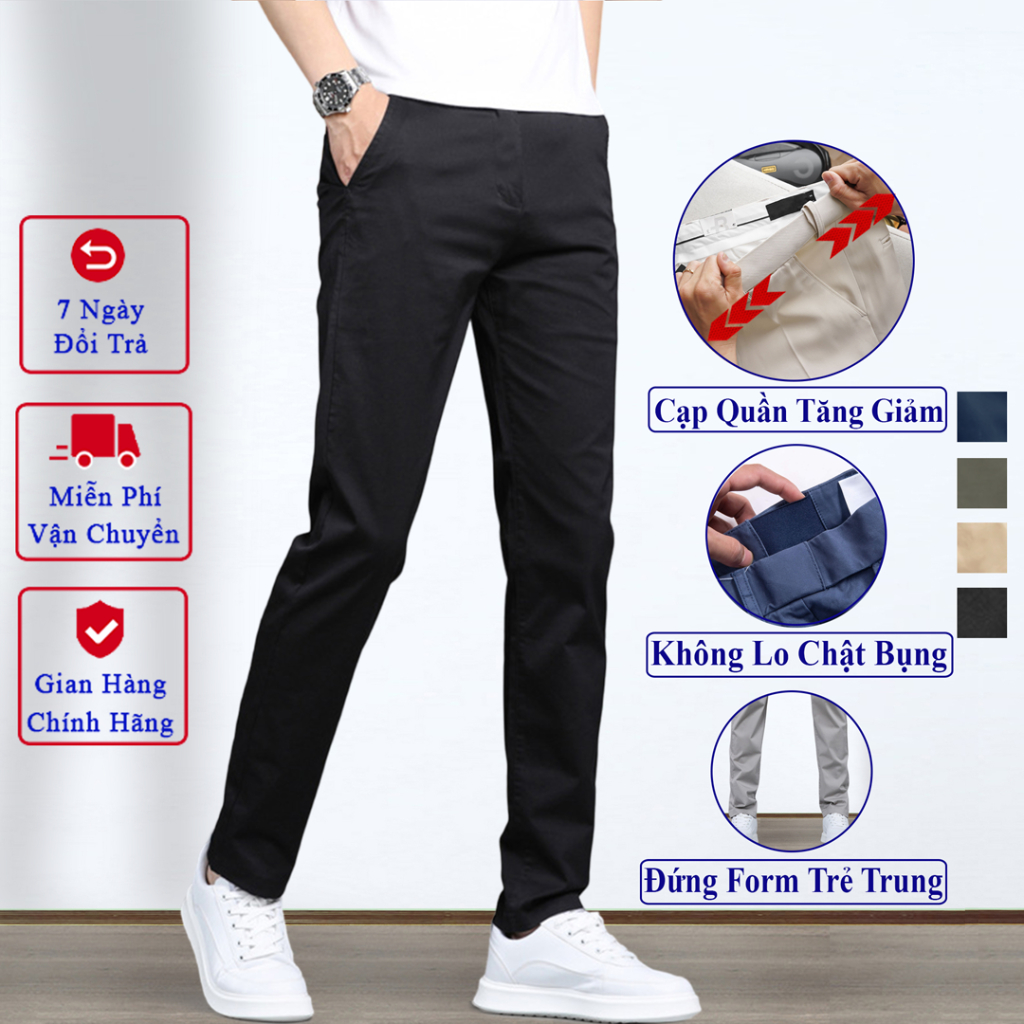 7 Ngày
Đổi Trả
Miễn Phí
Vận Chuyển
Gian Hàng
Chính Hãng
Cạp Quần Tăng Giảm
Không Lo Chật Bụng
Đứng Form Trẻ Trung